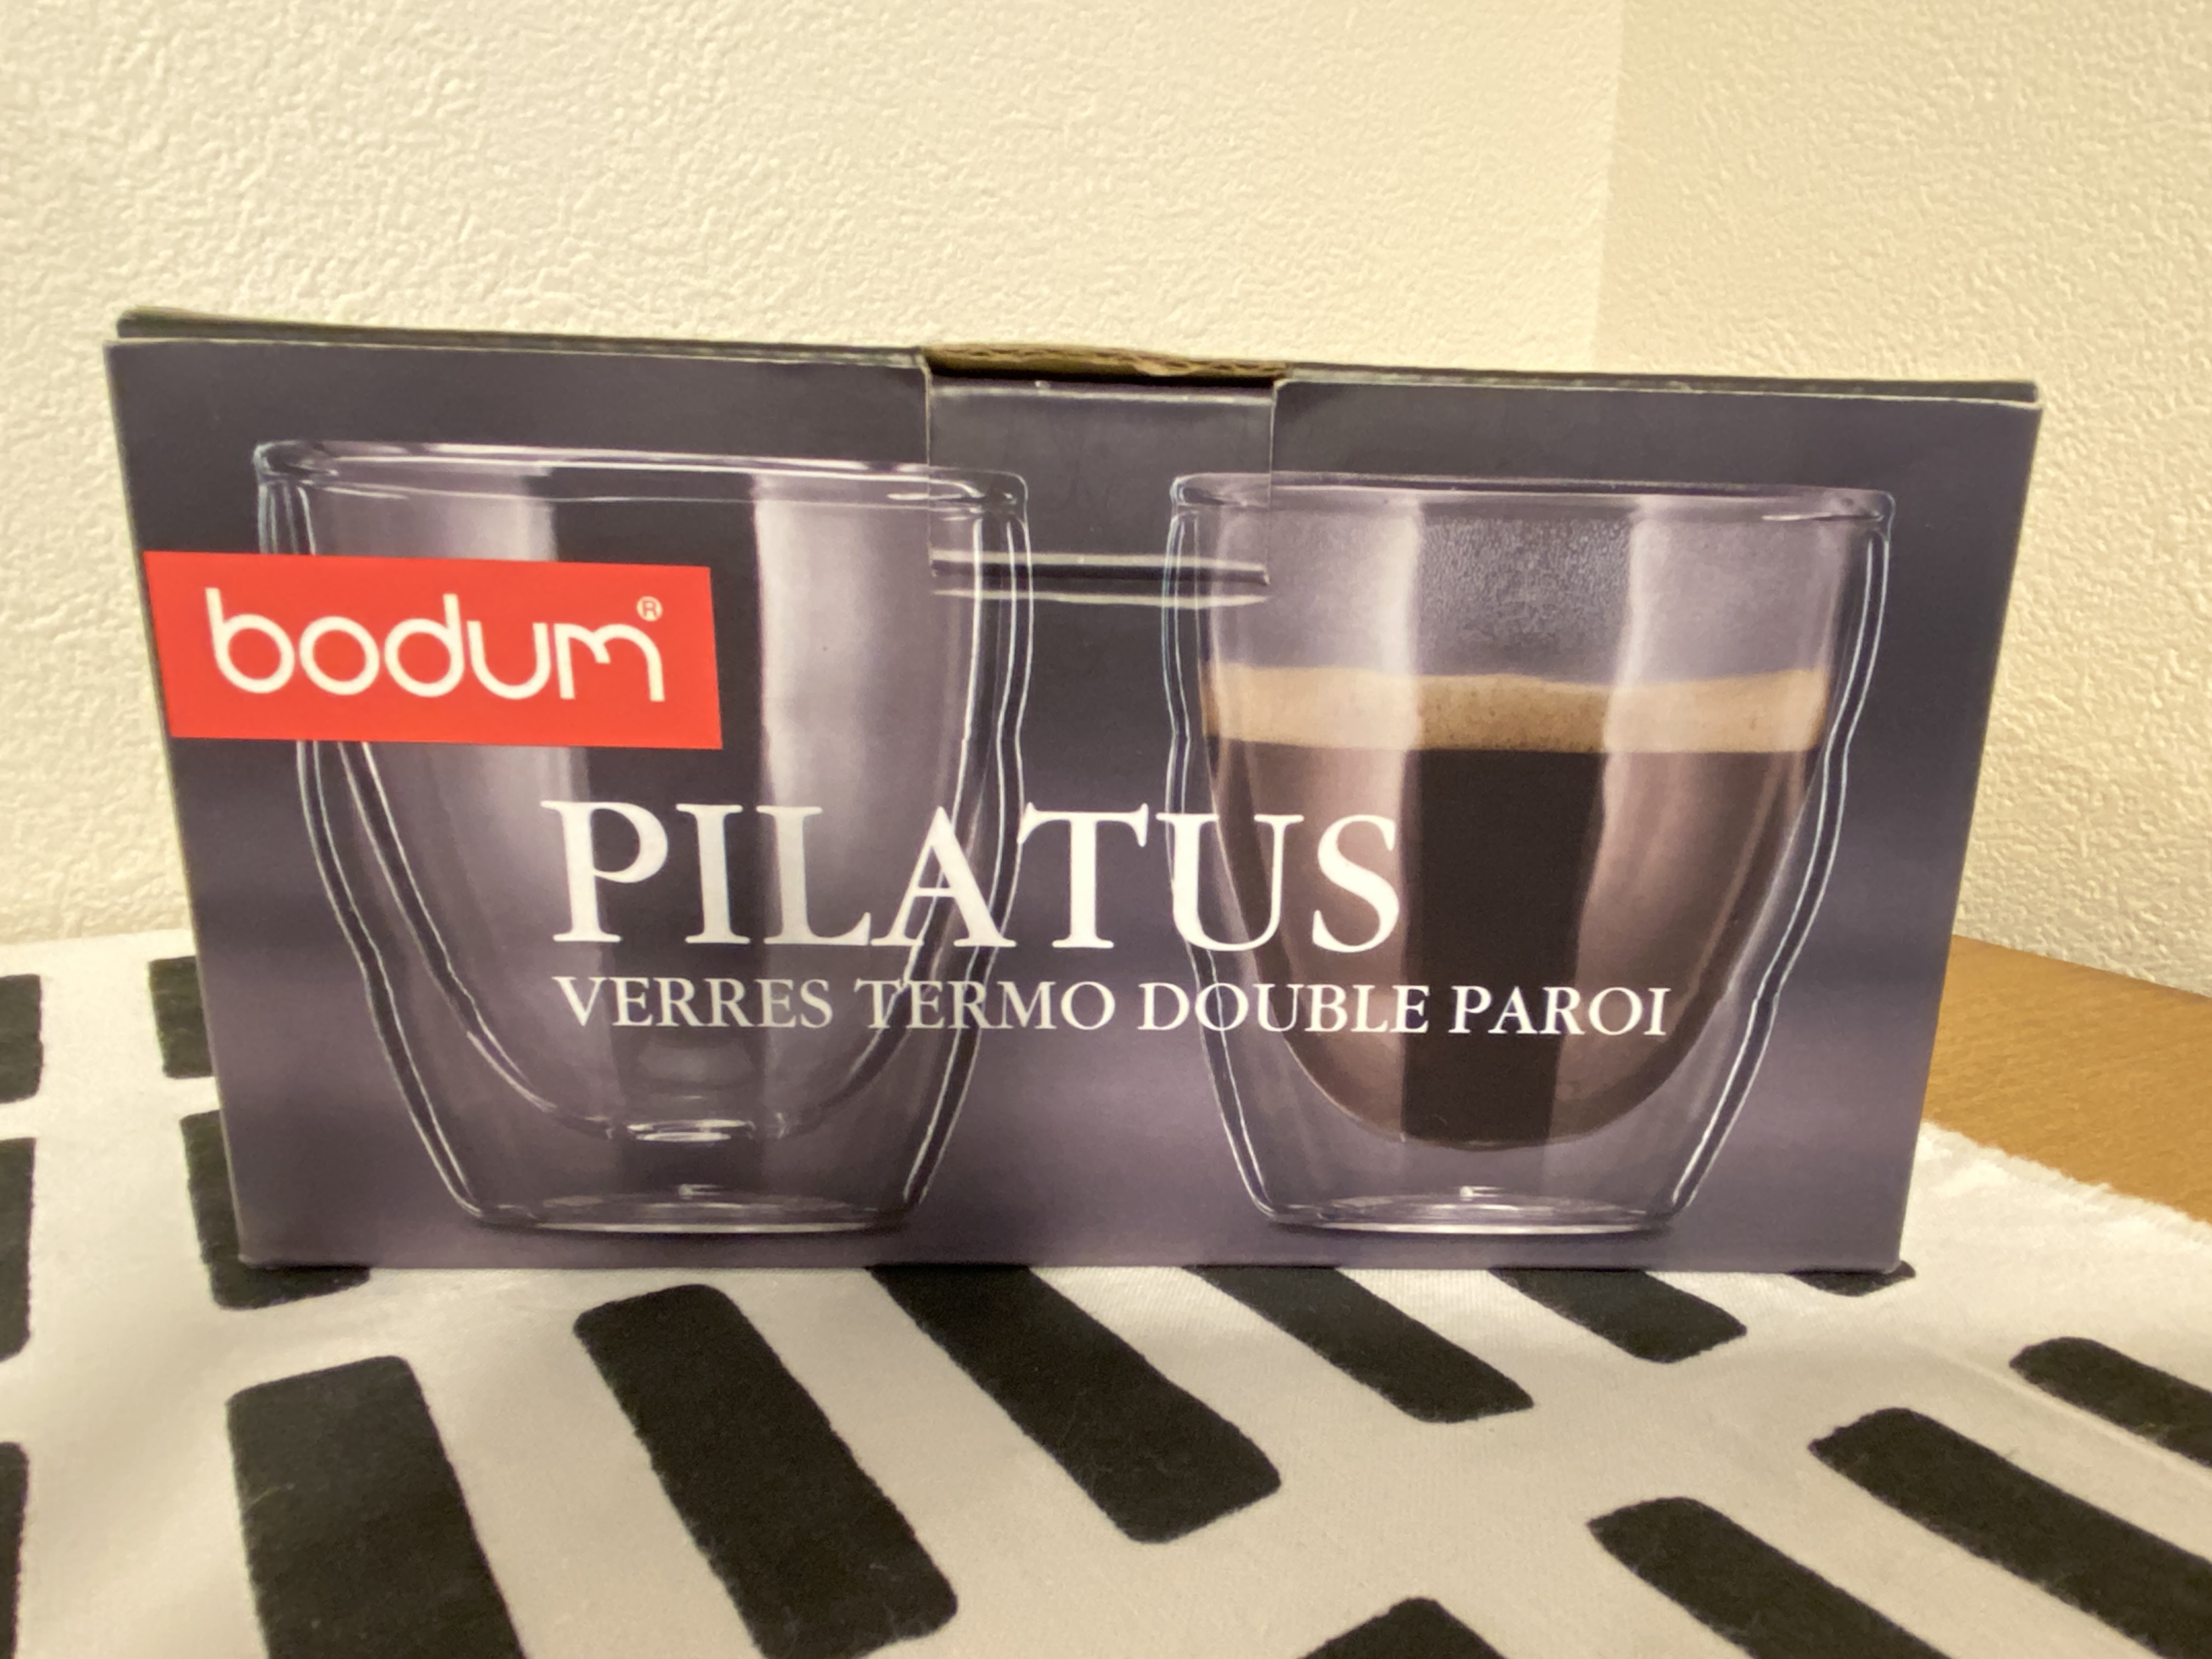 bodum®
PILATUS
VERRES TERMO DOUBLE PAROI